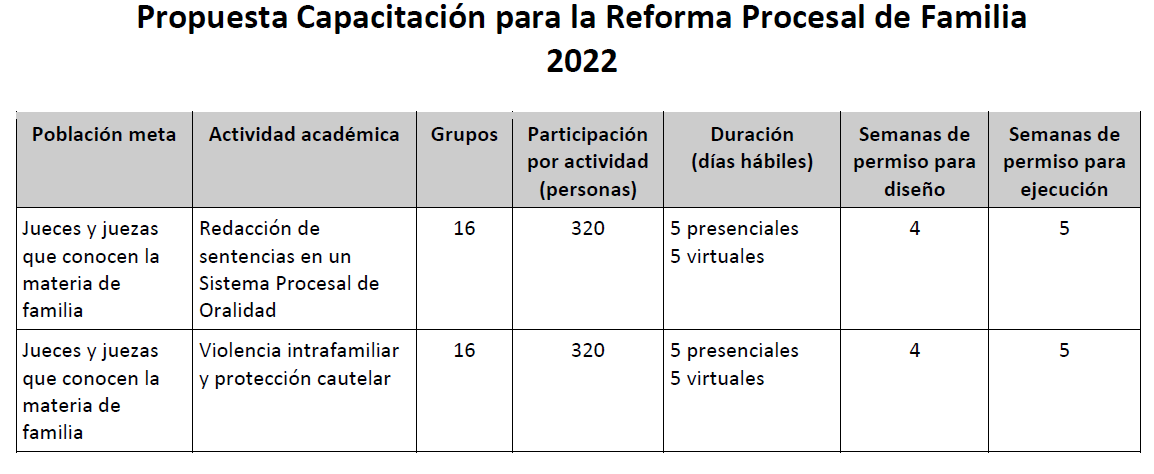 Propuesta Capacitación para la Reforma Procesal de Familia
2022
Población meta
Actividad académica
Grupos
Participación
por actividad
(personas)
Duración
(días hábiles)
Semanas de
permiso para
diseño
Semanas de
permiso para
ejecución
Jueces y juezas
que conocen la
materia de
familia
Redacción de
sentencias en un
Sistema Procesal de
Oralidad
16
320
5 presenciales
5 virtuales
4
5
Jueces y juezas
que conocen la
materia de
familia
Violencia intrafamiliar
y protección cautelar
16
320
5 presenciales
5 virtuales
4
5